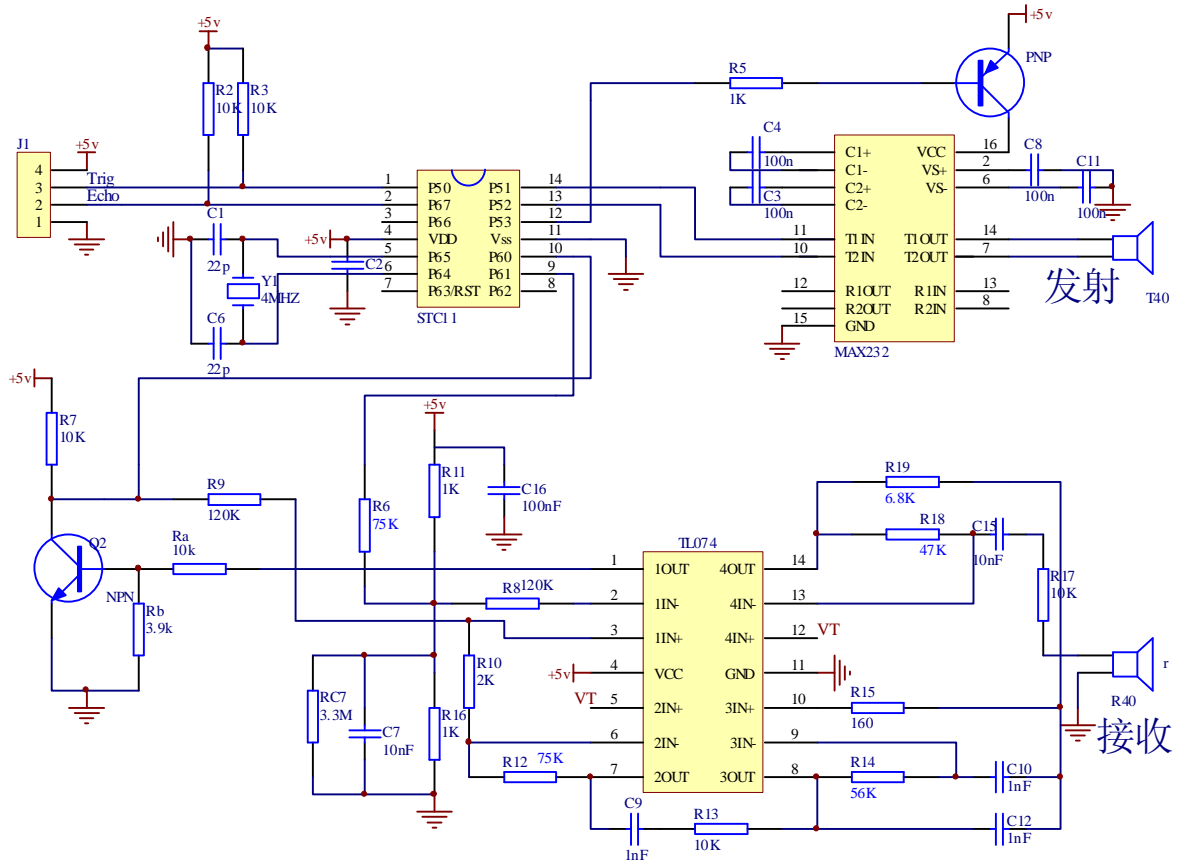 +5v
+5v
R2
10K
R3
10K
R5
1K
PNP
J1
+5v
4
3
2
1
Trig
Echo
C4
100n
C3
100n
C1+
C1-
C2+
C2-
T1IN
T2IN
R1OUT
R2OUT
GND
VCC
VS+
VS-
T1OUT
T2OUT
R1IN
R2IN
11
10
12
2
15
16
2
6
14
7
13
8
MAX232
C8
100n
C11
100n
发射
T40
1
2
3
4
5
6
7
P50
P67
P66
VDD
P65
P64
P63/RST
P51
P52
P53
Vss
P60
P61
P62
14
13
12
11
10
9
8
STC11
C1
22p
Y1
4MHZ
C6
22p
+5v
C2
+5v
R7
10K
R9
120K
Ra
10k
Q2
NPN
Rb
3.9k
+5v
R11
1K
C16
100nF
R6
75K
R8
120K
RC7
3.3M
C7
10nF
R16
1K
R10
2K
R12
75K
C9
1nF
R13
10K
TL074
1
2
3
4
5
6
7
1OUT
1IN-
1IN+
VCC
2IN+
2IN-
2OUT
4OUT
4IN-
4IN+
GND
3IN+
3IN-
3OUT
14
13
12
11
10
9
8
+5v
VT
VT
R19
6.8K
R18
47K
C15
10nF
R17
10K
R15
160
R14
56K
C10
1nF
C12
1nF
r
R40
接收